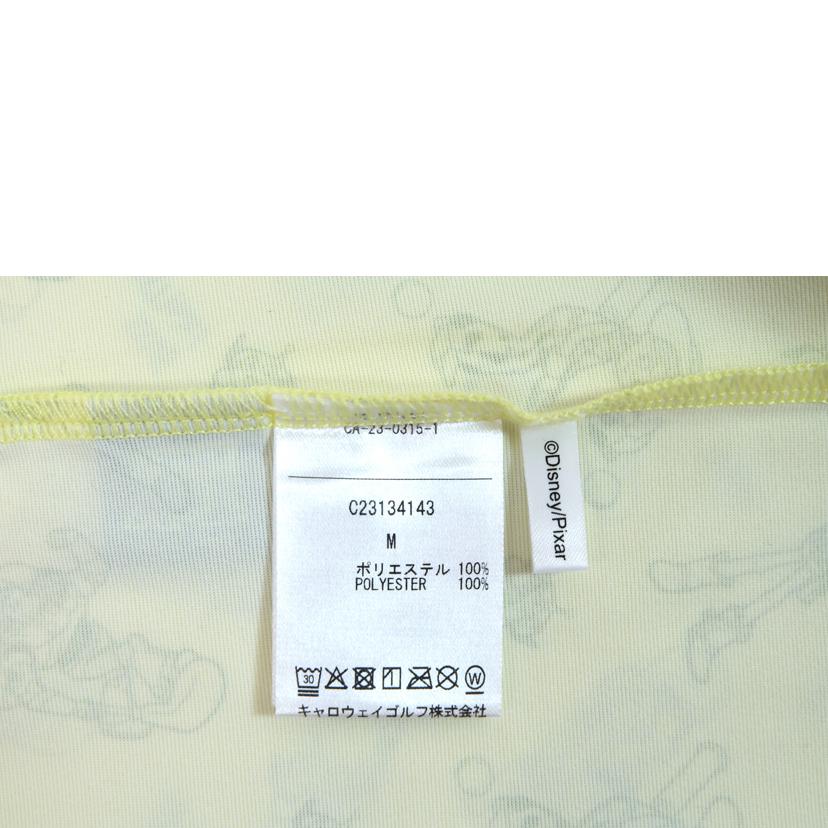 CA-23-0315-1
C23134143
M
ポリエステル 100%
POLYESTER 100%
30
W
キャロウェイゴルフ株式会社
©Disney/Pixar